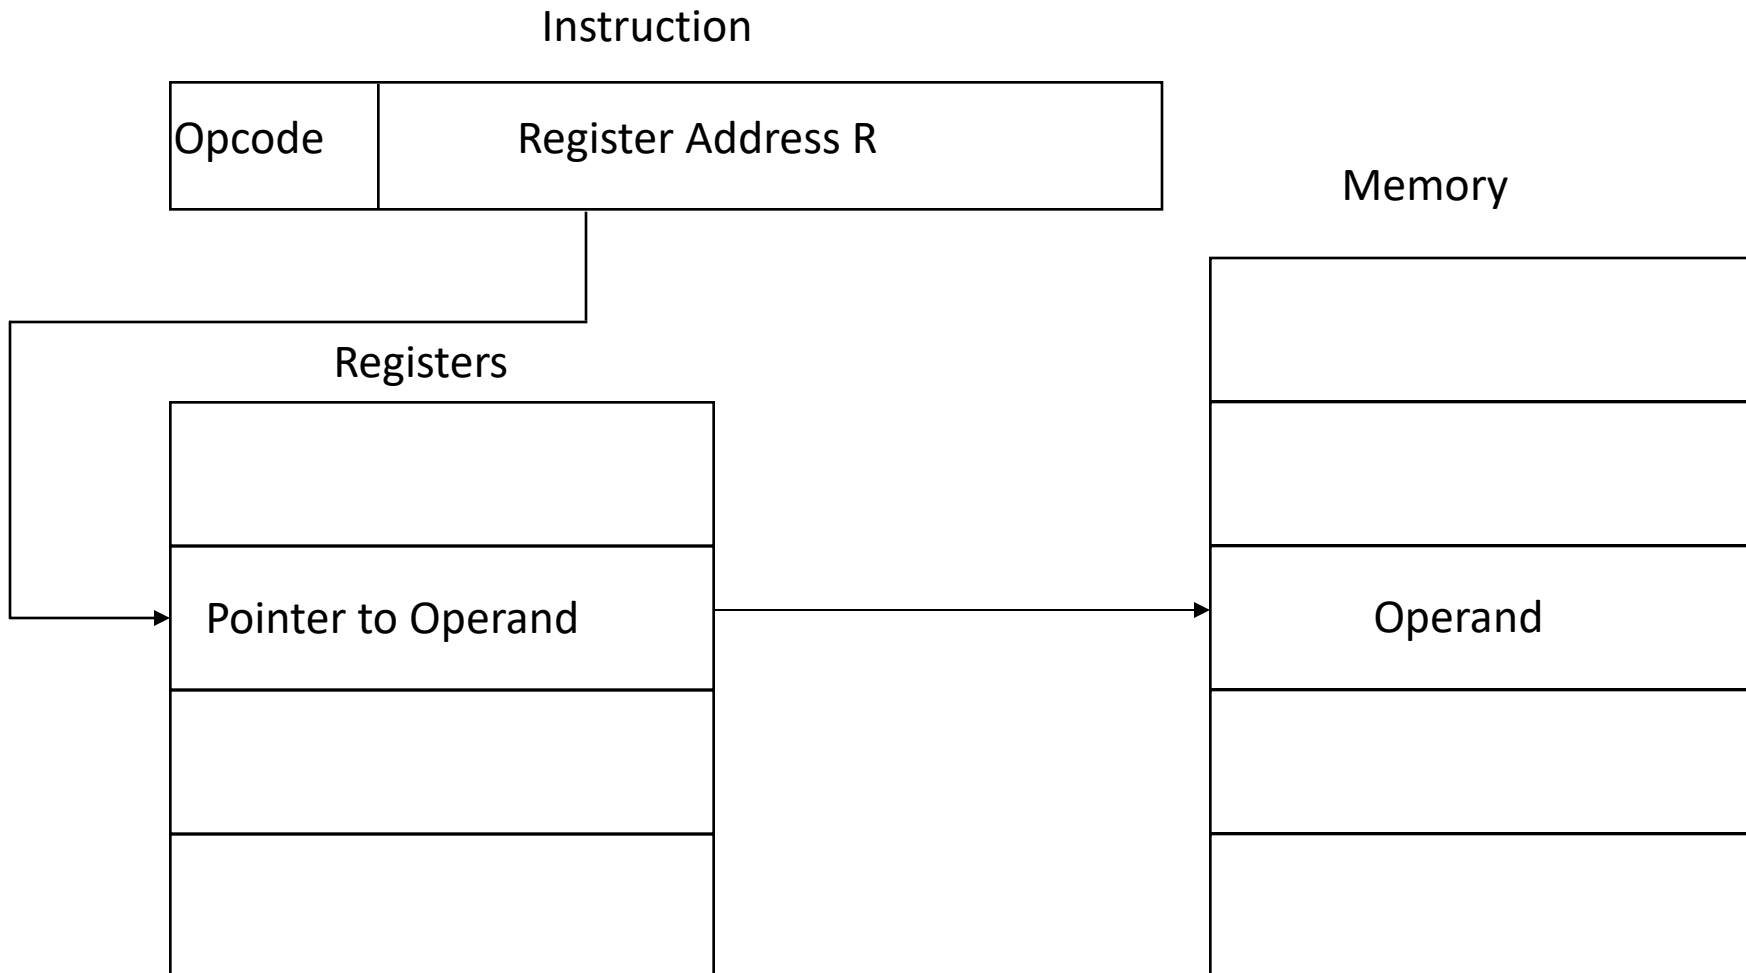 Instruction
Opcode
Register Address R
Memory
Registers
Pointer to Operand
Operand